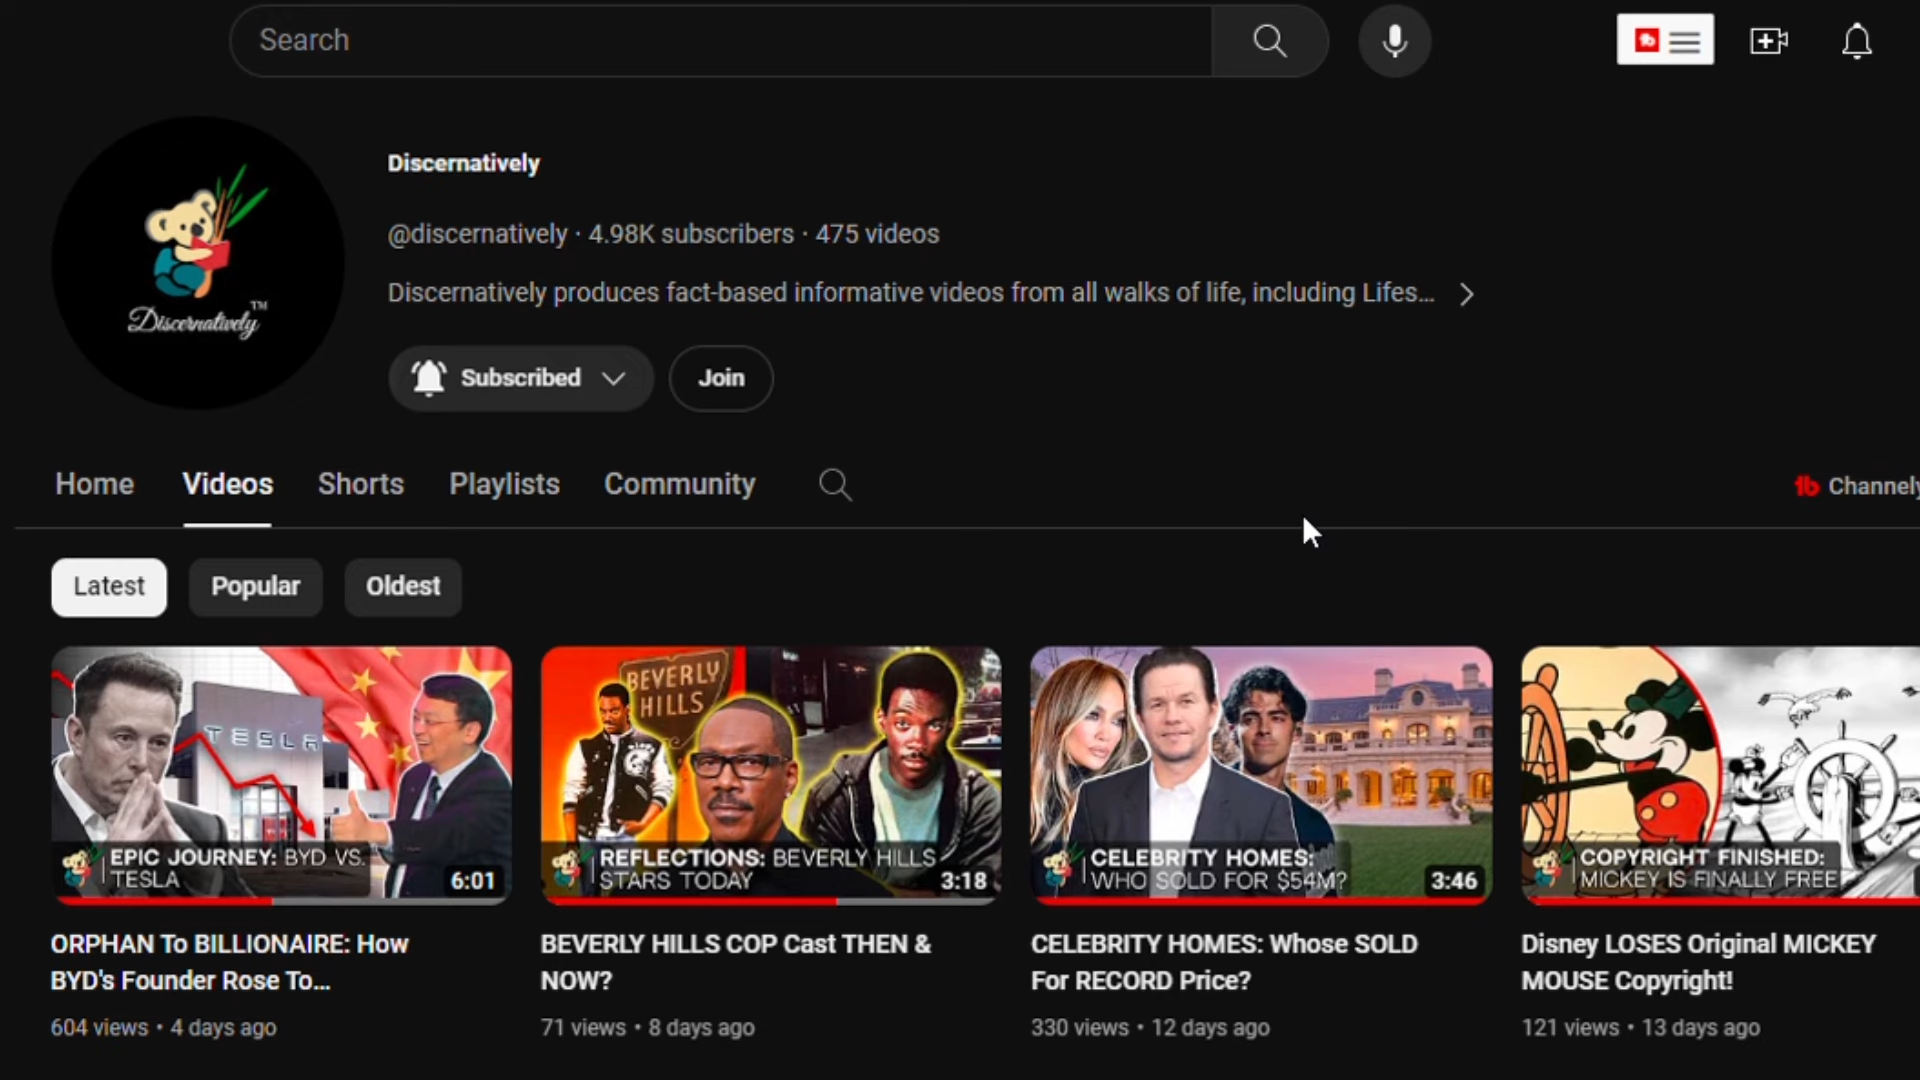 Search
Discernatively
@discernatively · 4.98K subscribers · 475 videos
Discernatively produces fact-based informative videos from all walks of life, including Lifes...
Discernatively™
Subscribed
Join
Home
Videos
Shorts
Playlists
Community
Channely
Latest
Popular
Oldest
TESLA
EPIC JOURNEY: BYD VS.
TESLA
6:01
BEVERLY
HILLS
REFLECTIONS: BEVERLY HILLS
STARS TODAY
3:18
CELEBRITY HOMES:
WHO SOLD FOR $54M?
3:46
COPYRIGHT FINISHED:
MICKEY IS FINALLY FREE
ORPHAN To BILLIONAIRE: How
BYD's Founder Rose To...
604 views • 4 days ago
BEVERLY HILLS COP Cast THEN &
NOW?
71 views • 8 days ago
CELEBRITY HOMES: Whose SOLD
For RECORD Price?
330 views • 12 days ago
Disney LOSES Original MICKEY
MOUSE Copyright!
121 views • 13 days ago